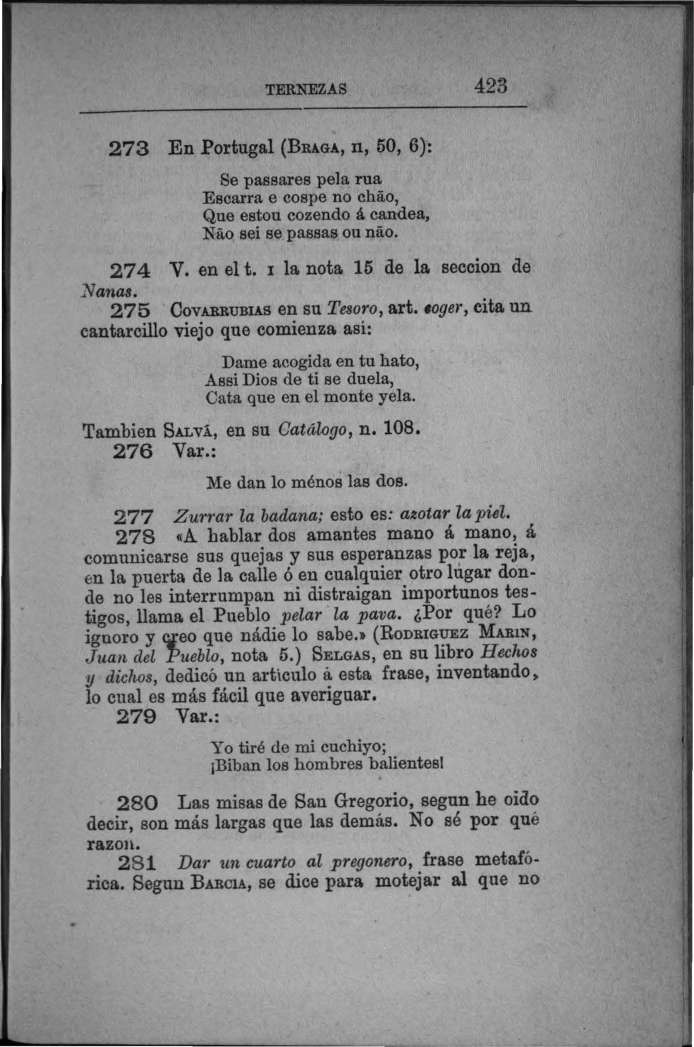 TERNEZAS 423
273 En Portugal (BRAGA, II, 50, 6):
Se passares pela rua
Escarra e cospe no chão,
Que estou cozendo á candea,
Não sei se passas ou não.
274 V. en el t. I la nota 15 de la seccion de
Nanas.
275 COVARRUBIAS en su Tesoro, art. coger, cita un
cantarcillo viejo que comienza asi:
Dame acogida en tu hato,
Assi Dios de ti se duela,
Cata que en el monte yela.
Tambien SALVÁ, en su Catálogo, n. 108.
276 Var.:
Me dan lo ménos las dos.
277 Zurrar la badana; esto es: azotar la piel.
278 «A hablar dos amantes mano á mano, á
comunicarse sus quejas y sus esperanzas por la reja,
en la puerta de la calle ó en cualquier otro lúgar don-
de no les interrumpan ni distraigan importunos tes-
tigos, llama el Pueblo pelar la pava. ¿Por qué? Lo
ignoro y creo que nádie lo sabe.» (RODRIGUEZ MARIN,
Juan del Pueblo, nota 5.) SELGAS, en su libro Hechos
y dichos, dedicó un artículo á esta frase, inventando,
lo cual es más fácil que averiguar.
279 Var.:
Yo tiré de mi cuchiyo;
¡Biban los hombres balientes!
280 Las misas de San Gregorio, segun he oido
decir, son más largas que las demás. No sé por qué
razon.
281 Dar un cuarto al pregonero, frase metafó-
rica. Segun BARCIA, se dice para motejar al que no